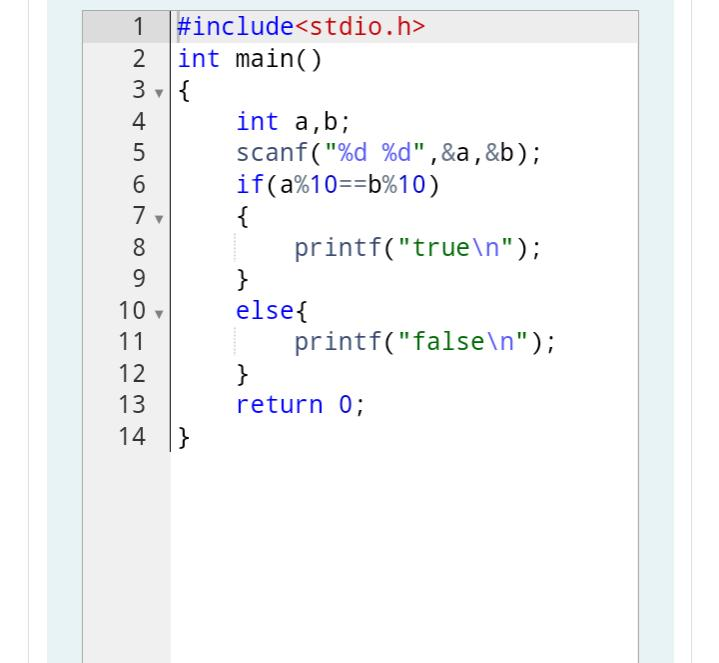 1 #include<stdio.h>
2 int main()
3 {
4     int a,b;
5     scanf("%d %d",&a,&b);
6     if(a%10==b%10)
7     {
8         printf("true\n");
9     }
10     else{
11         printf("false\n");
12     }
13     return 0;
14 }